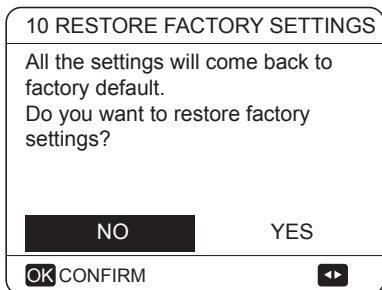 10 RESTORE FACTORY SETTINGS
All the settings will come back to
factory default.
Do you want to restore factory
settings?
NO YES
OK CONFIRM